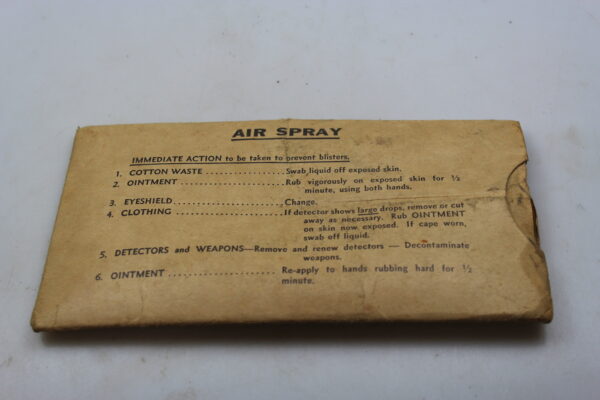 AIR SPRAY
IMMEDIATE ACTION to be taken to prevent blisters.
1. COTTON WASTE ................ Swab liquid off exposed skin.
2. OINTMENT ..................... Rub vigorously on exposed skin for ½
minute, using both hands.
3. EYESHIELD ..................... Change.
4. CLOTHING ..................... If detector shows large drops, remove or cut
away as necessary. Rub OINTMENT
on skin now exposed. If cape worn,
swab off liquid.
5. DETECTORS and WEAPONS—Remove and renew detectors — Decontaminate
weapons.
6. OINTMENT ..................... Re-apply to hands rubbing hard for ½
minute.